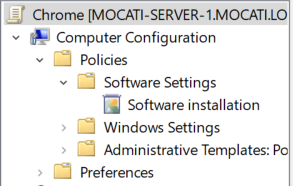 Chrome [MOCATI-SERVER-1.MOCATI.LO
Computer Configuration
Policies
Software Settings
Software installation
Windows Settings
Administrative Templates: Po
Preferences